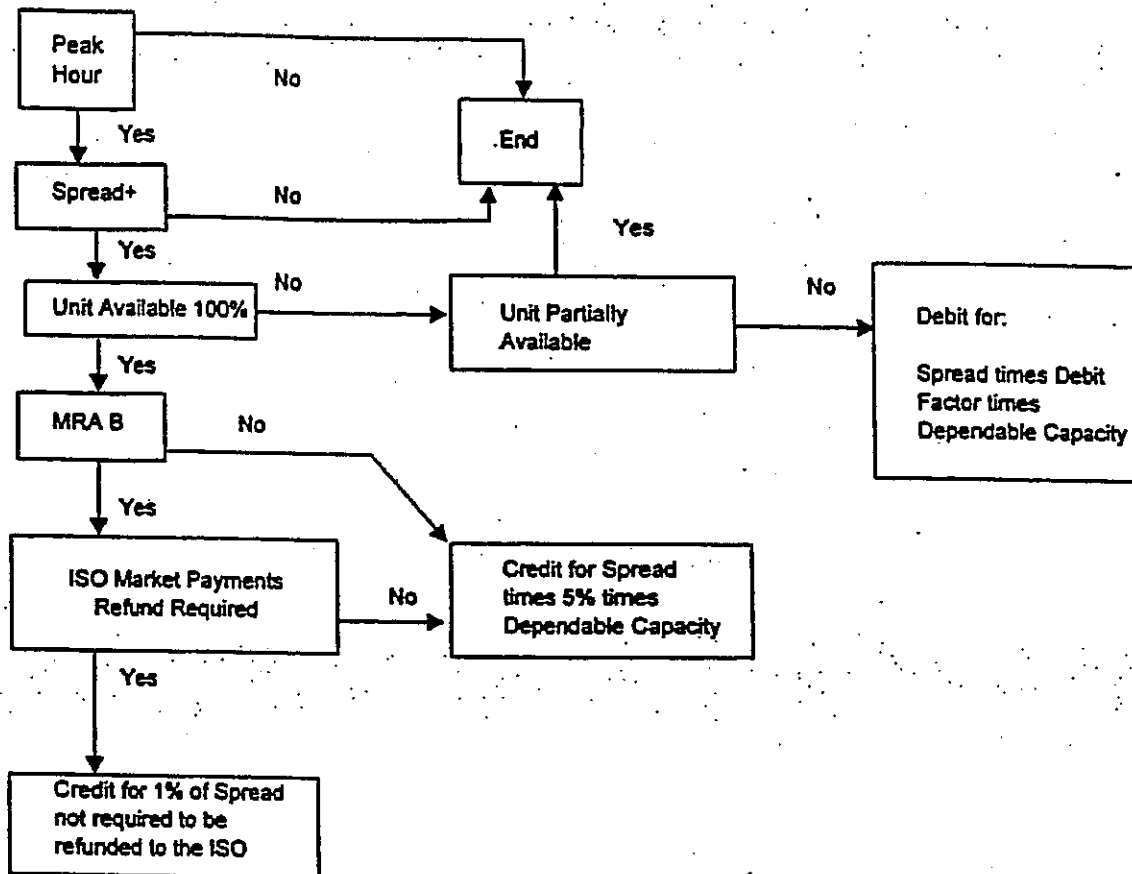 Peak
Hour
No
Yes
End
Spread+
No
Yes
Yes
Unit Available 100%
No
Unit Partially
Available
No
Debit for:
Spread times Debit
Factor times
Dependable Capacity
Yes
MRA B
No
Yes
ISO Market Payments
Refund Required
No
Credit for Spread
times 5% times
Dependable Capacity
Yes
Credit for 1% of Spread
not required to be
refunded to the ISO